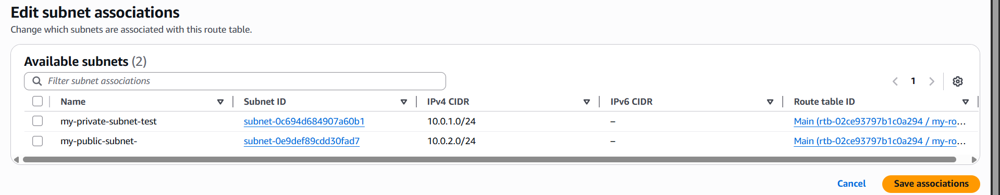 Edit subnet associations
Change which subnets are associated with this route table.
Available subnets (2)
Filter subnet associations
1
Name Subnet ID IPv4 CIDR IPv6 CIDR Route table ID
my-private-subnet-test subnet-0c694d684907a60b1 10.0.1.0/24 – Main (rtb-02ce93797b1c0a294 / my-ro...
my-public-subnet- subnet-0e9def89cdd30fad7 10.0.2.0/24 – Main (rtb-02ce93797b1c0a294 / my-ro...
Cancel Save associations